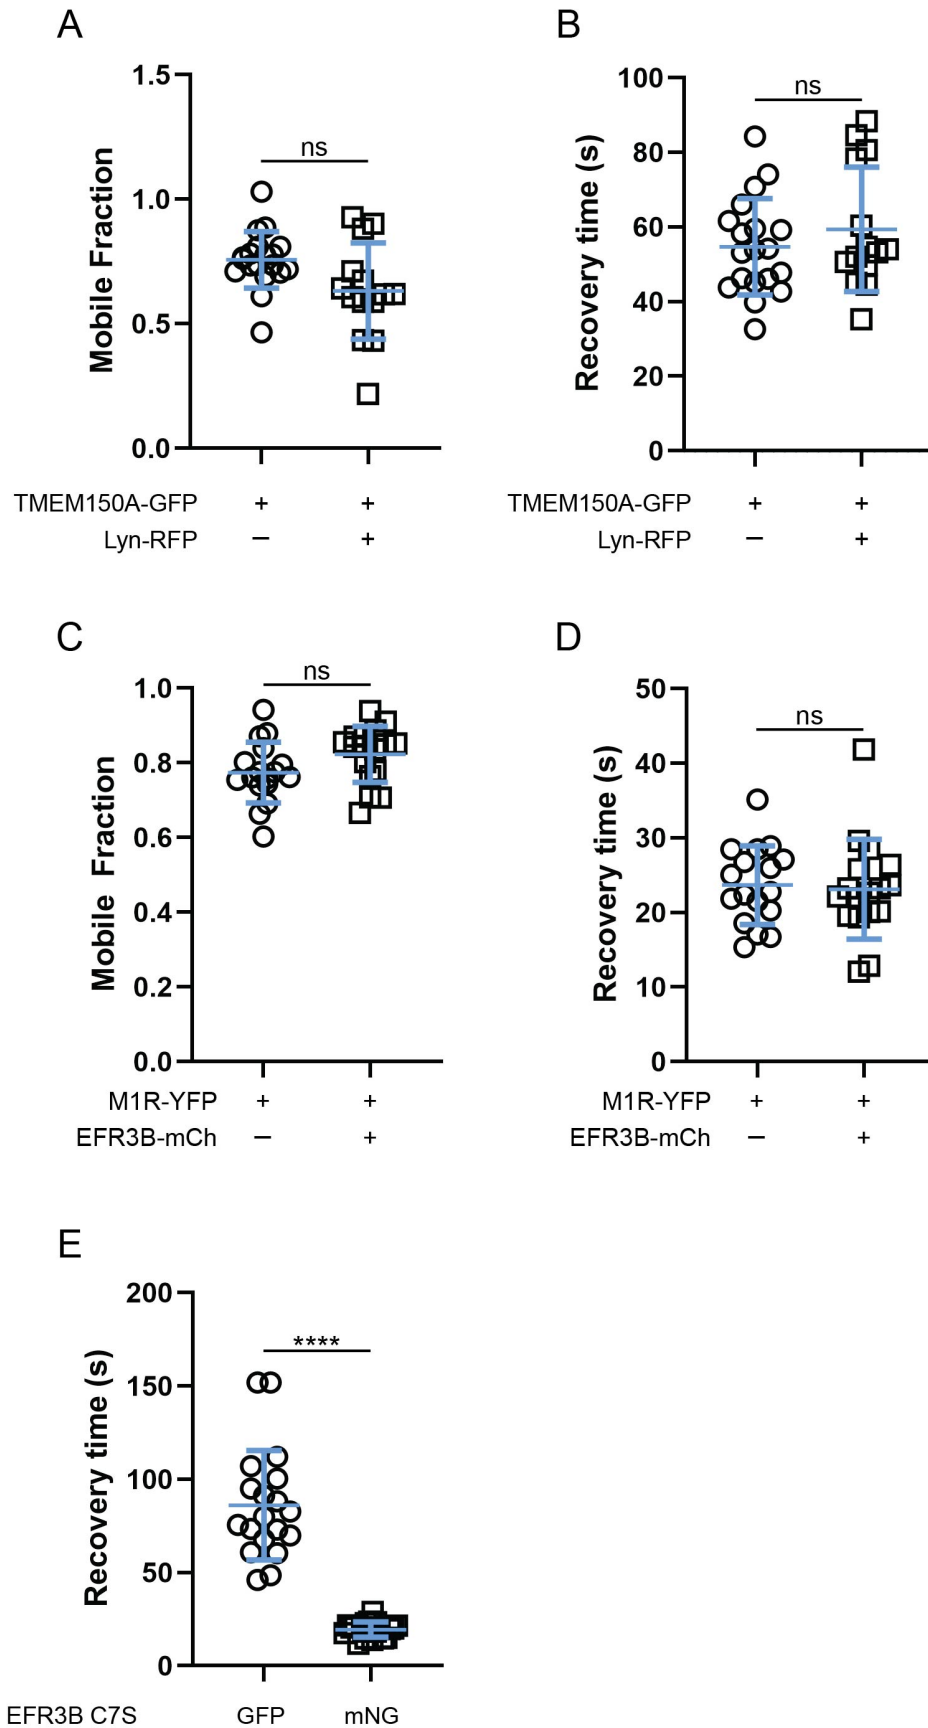 A
Mobile Fraction
1.5
1.0
0.5
0.0
ns
TMEM150A-GFP + +
Lyn-RFP – +
B
Recovery time (s)
100
80
60
40
20
0
ns
TMEM150A-GFP + +
Lyn-RFP – +
C
Mobile Fraction
1.0
0.8
0.6
0.4
0.2
0.0
ns
M1R-YFP + +
EFR3B-mCh – +
D
Recovery time (s)
50
40
30
20
10
0
ns
M1R-YFP + +
EFR3B-mCh – +
E
Recovery time (s)
200
150
100
50
0
****
EFR3B C7S GFP mNG